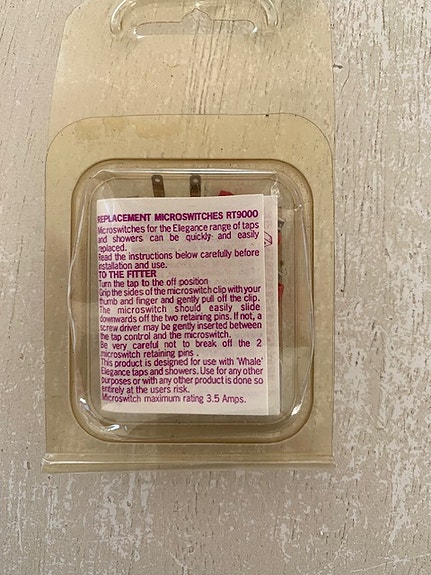 REPLACEMENT MICROSWITCHES RT9000
Microswitches for the Elegance range of taps
and showers can be quickly and easily
replaced.
Read the instructions below carefully before
installation and use.
TO THE FITTER
Turn the tap to the off position
Grip the sides of the microswitch clip with your
thumb and finger and gently pull off the clip.
The microswitch should easily slide
downwards off the two retaining pins. If not, a
screw driver may be gently inserted between
the tap control and the microswitch.
Be very careful not to break off the 2
microswitch retaining pins .
This product is designed for use with 'Whale'
Elegance taps and showers. Use for any other
purposes or with any other product is done so
entirely at the users risk.
Microswitch maximum rating 3.5 Amps.